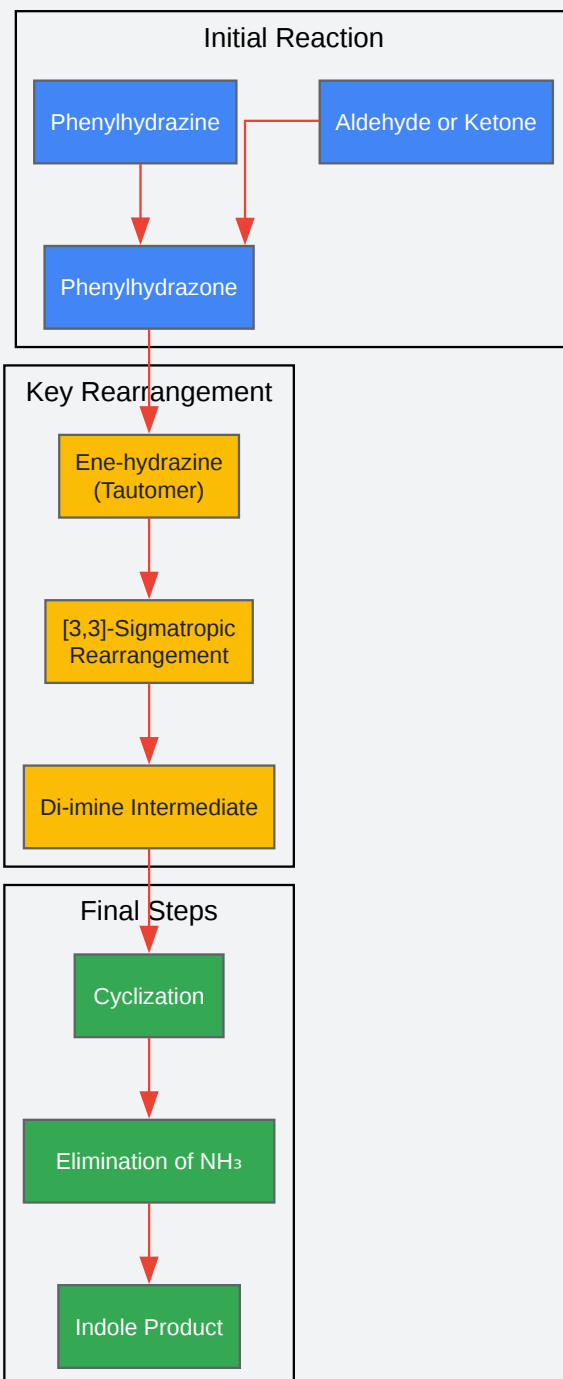 Initial Reaction
Phenylhydrazine
Aldehyde or Ketone
Phenylhydrazone
Key Rearrangement
Ene-hydrazine
(Tautomer)
[3,3]-Sigmatropic
Rearrangement
Di-imine Intermediate
Final Steps
Cyclization
Elimination of NH₃
Indole Product